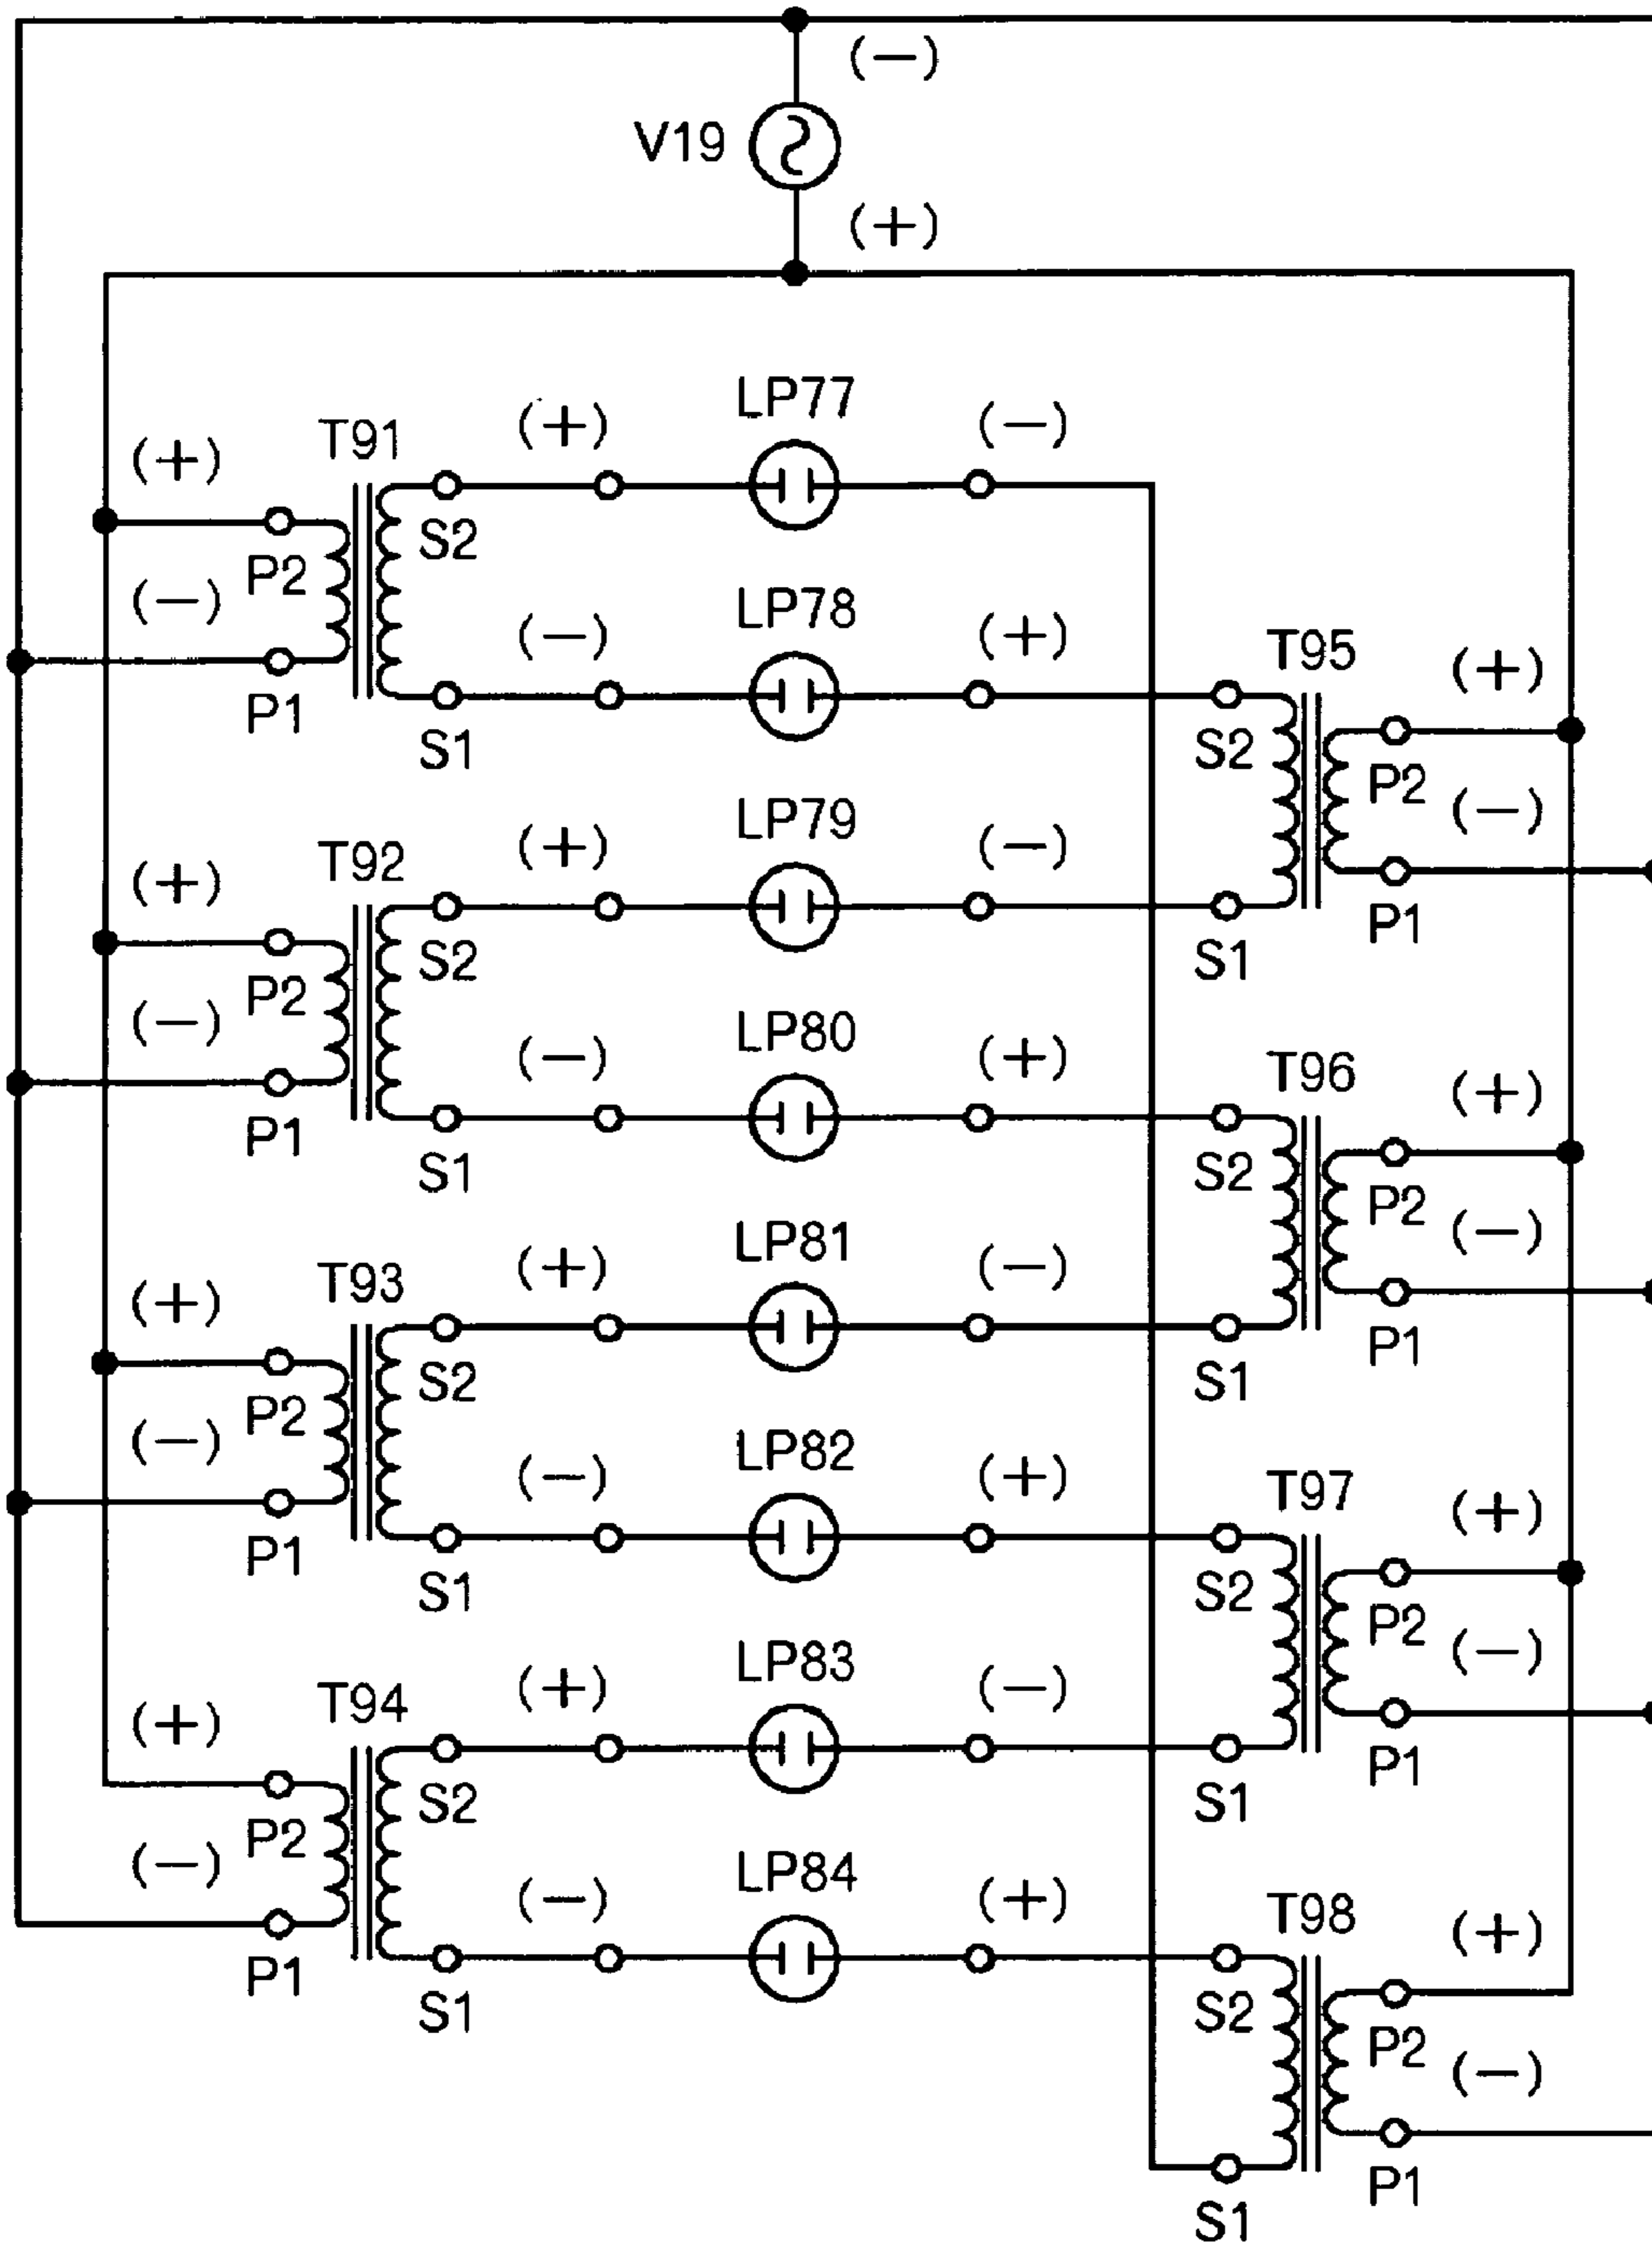 (−)
V19
(+)
LP77
(+) T91 (+) (−)
S2
P2
(−) LP78
(−) (+) T95
(+)
P1
S1 S2
P2
LP79 (−)
(+) T92 (+) (−)
S2 P1
S1
P2
(−) LP80
(−) (+) T96
(+)
P1
S1 S2
P2
LP81 (−)
(+) T93 (+) (−)
P1
S2 S1
P2
(−) LP82
(−) (+) T97
(+)
P1
S1 S2
P2
LP83 (−)
(+) T94 (+) (−)
P1
S2 S1
P2
(−) LP84
(−) (+) T98
(+)
P1
S1 S2
P2
(−)
P1
S1